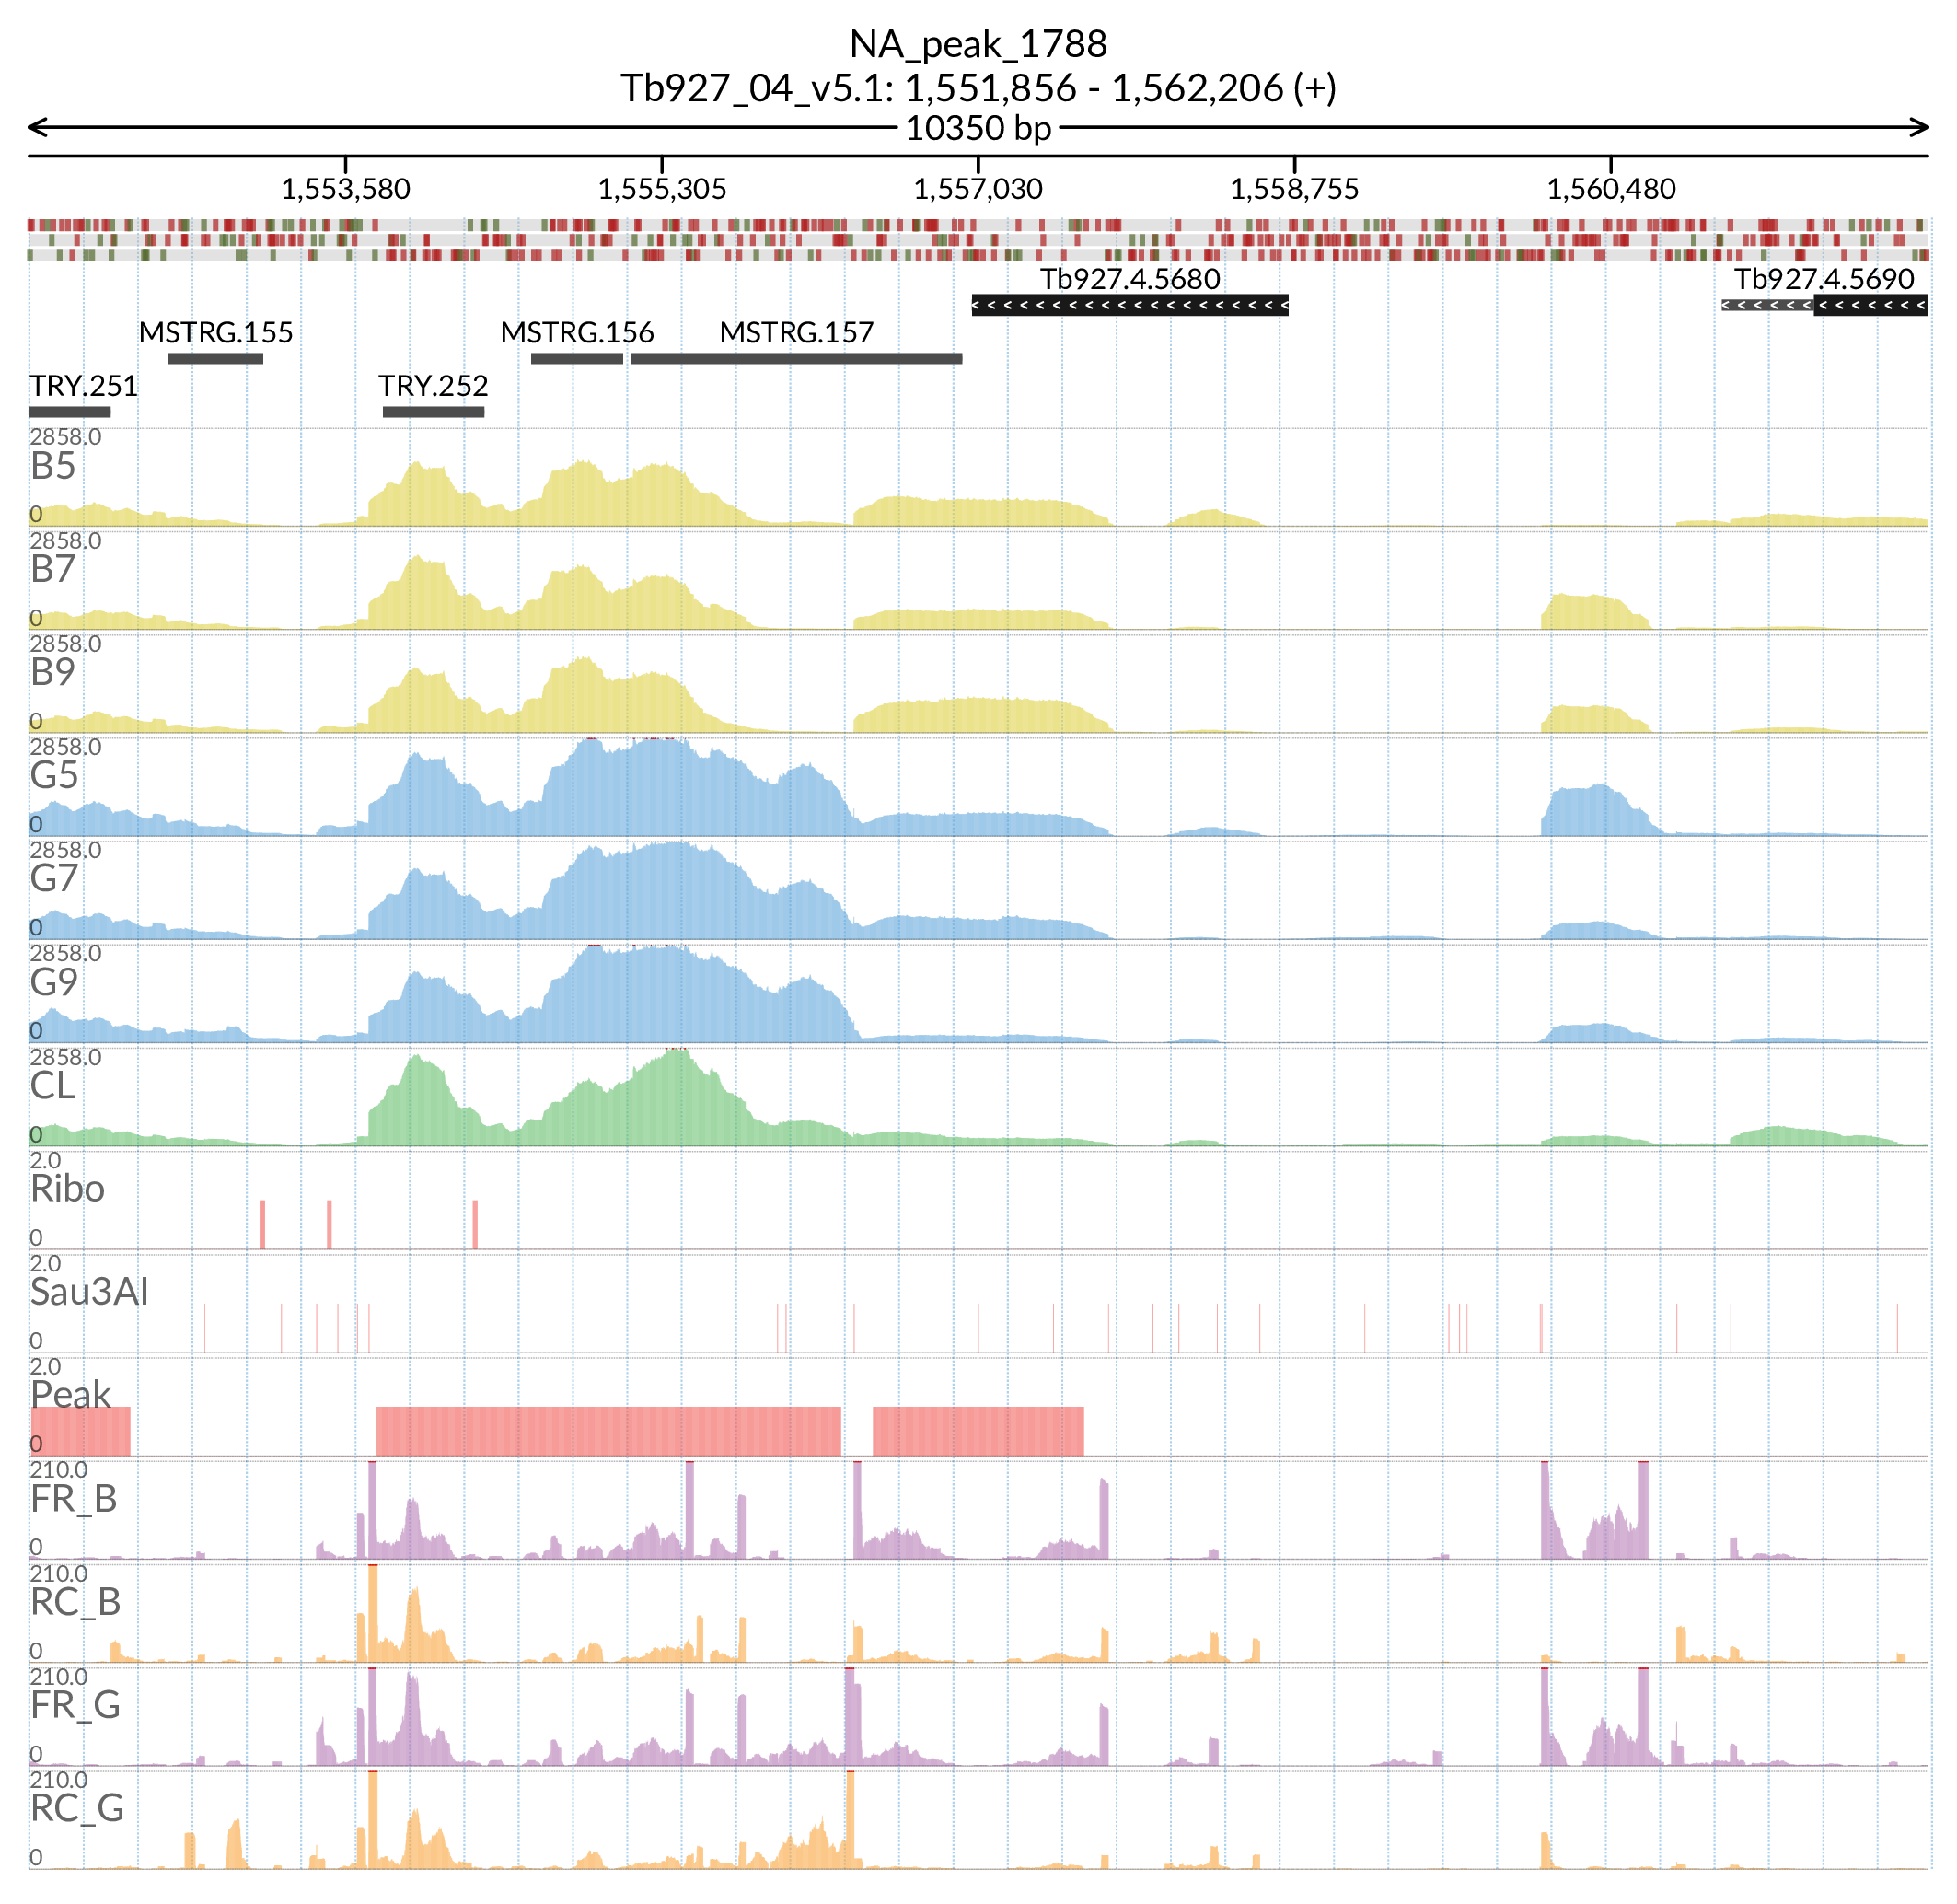 NA_peak_1788
Tb927_04_v5.1: 1,551,856 - 1,562,206 (+)
10350 bp
1,553,580 1,555,305 1,557,030 1,558,755 1,560,480
Tb927.4.5680 Tb927.4.5690
MSTRG.155 MSTRG.156 MSTRG.157
TRY.251 TRY.252
2858.0
B5
0
2858.0
B7
0
2858.0
B9
0
2858.0
G5
0
2858.0
G7
0
2858.0
G9
0
2858.0
CL
0
2.0
Ribo
0
2.0
Sau3AI
0
2.0
Peak
0
210.0
FR_B
0
210.0
RC_B
0
210.0
FR_G
0
210.0
RC_G
0